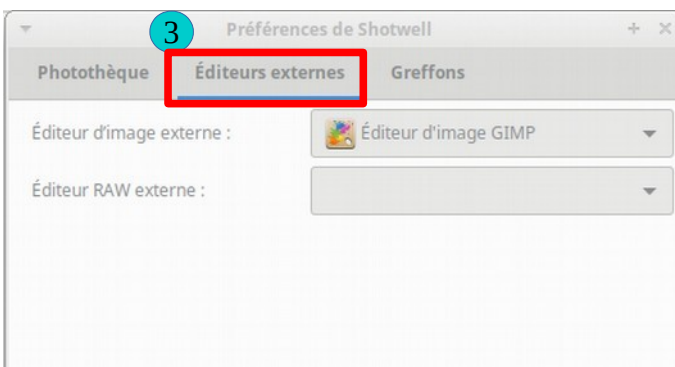 3
Préférences de Shotwell
Photothèque Éditeurs externes Greffons
Éditeur d'image externe : Éditeur d'image GIMP
Éditeur RAW externe :